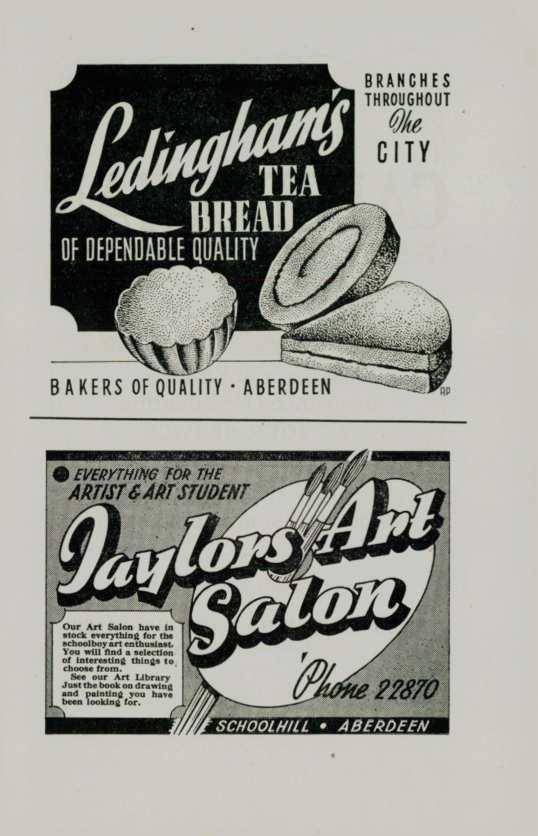 Ledingham's
TEA
BREAD
OF DEPENDABLE QUALITY
BRANCHES
THROUGHOUT
The
CITY
BAKERS OF QUALITY · ABERDEEN
AP
EVERYTHING FOR THE
ARTIST & ART STUDENT
Taylors Art
Salon
Our Art Salon have in
stock everything for the
schoolboy art enthusiast.
You will find a selection
of interesting things to
choose from.
See our Art Library
Just the book on drawing
and painting you have
been looking for.
'Phone 22870
SCHOOLHILL • ABERDEEN